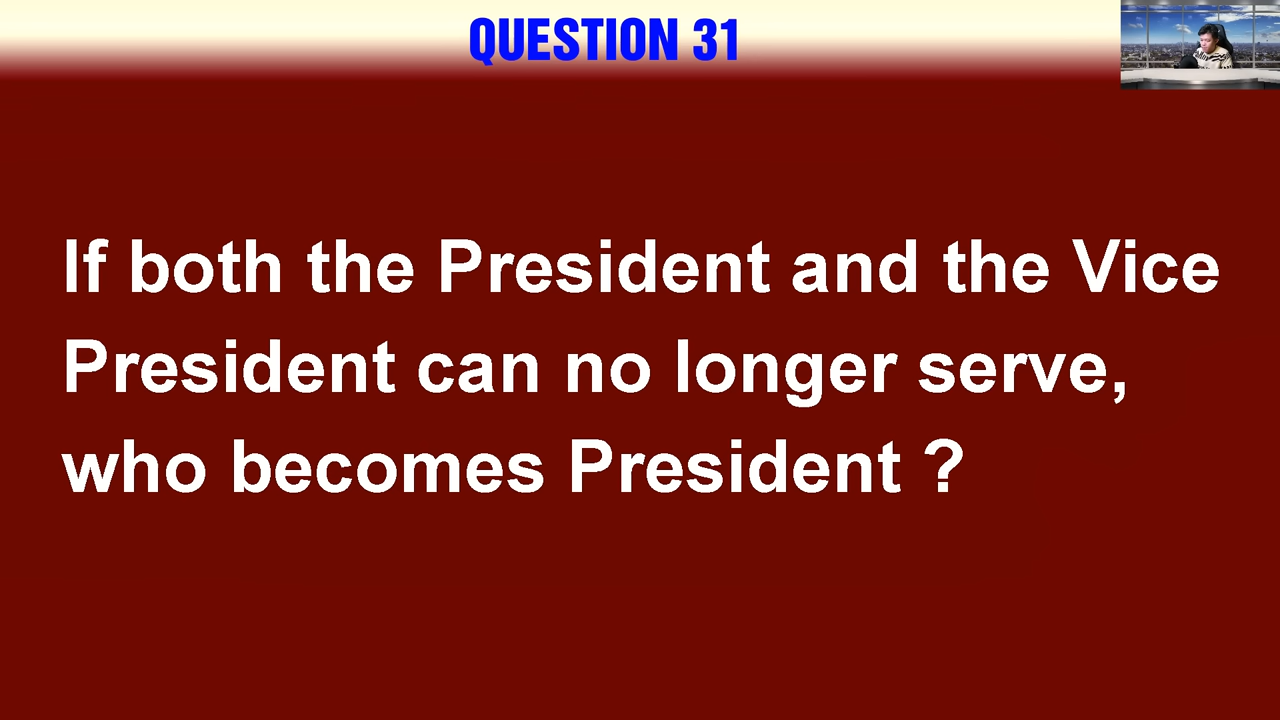 QUESTION 31
If both the President and the Vice
President can no longer serve,
who becomes President ?